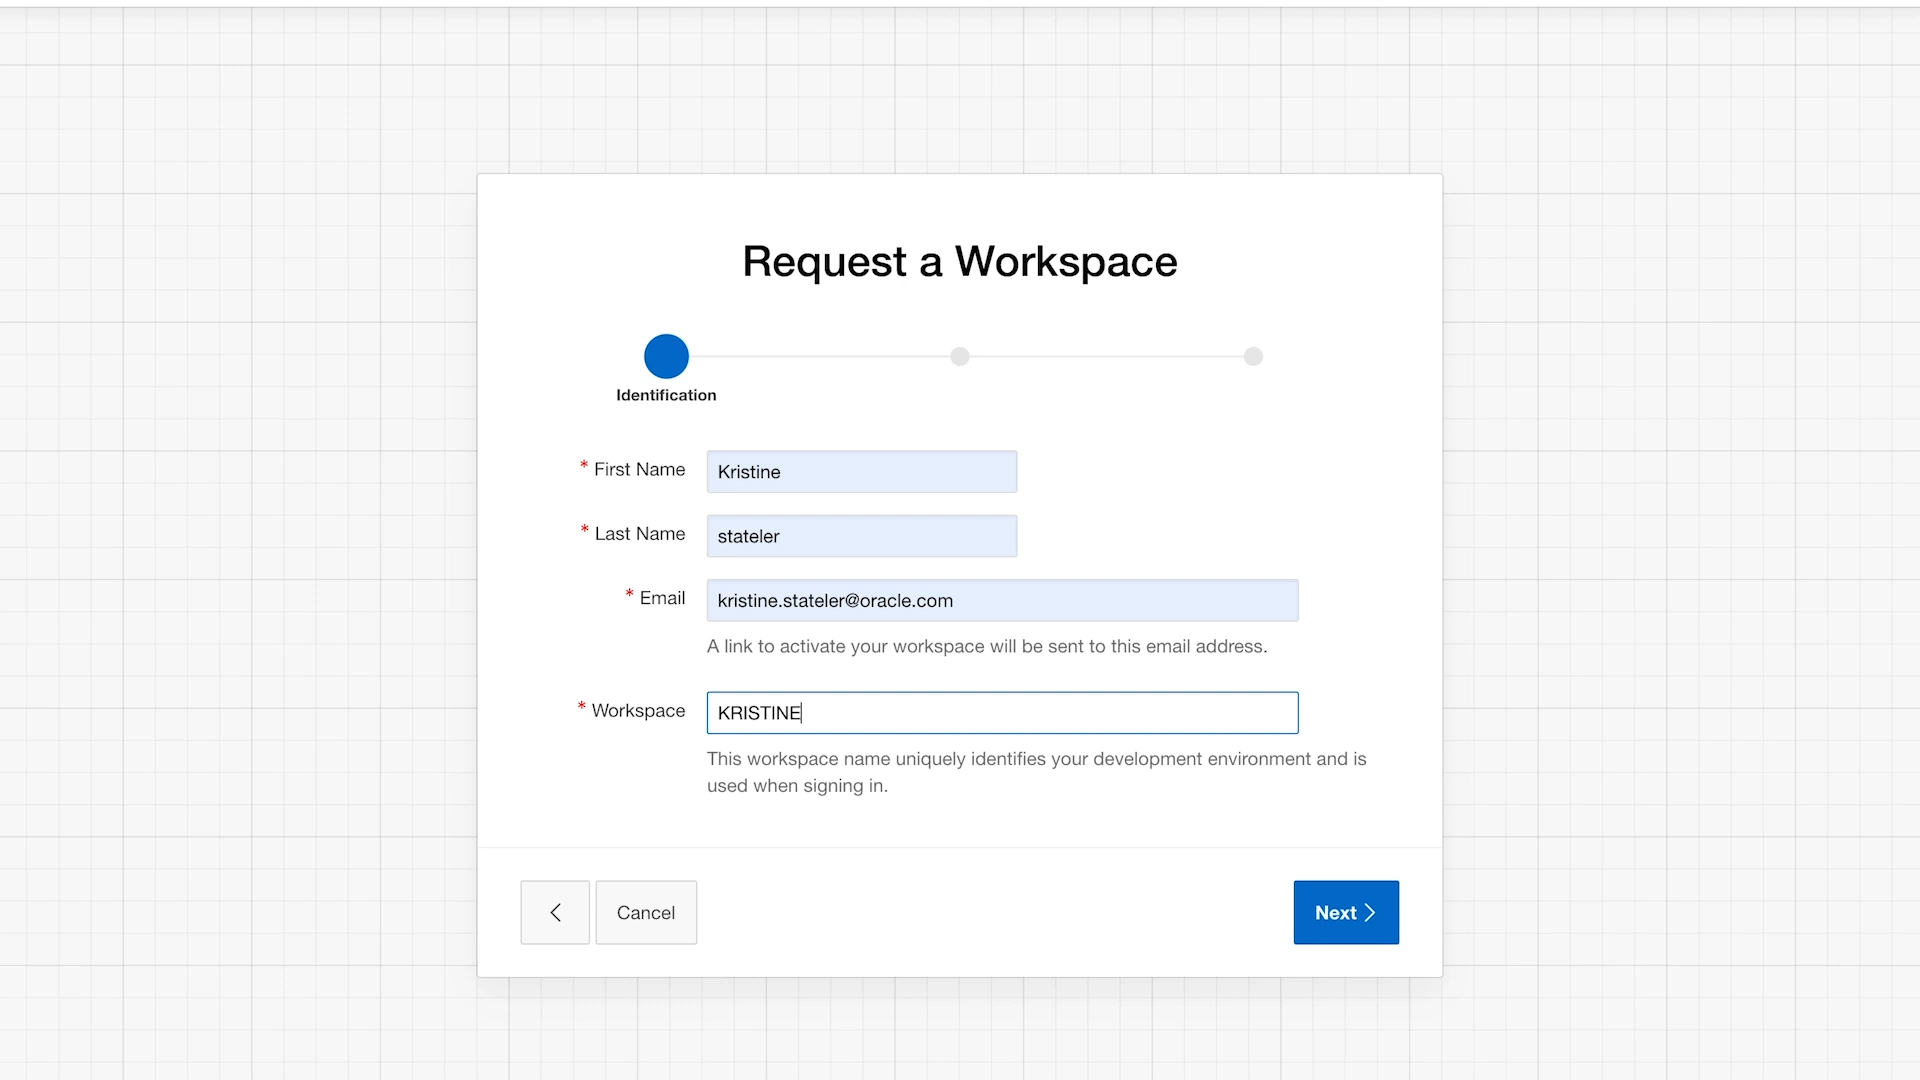 Request a Workspace
Identification
* First Name Kristine
* Last Name stateler
* Email kristine.stateler@oracle.com
A link to activate your workspace will be sent to this email address.
* Workspace KRISTINE
This workspace name uniquely identifies your development environment and is
used when signing in.
Cancel Next